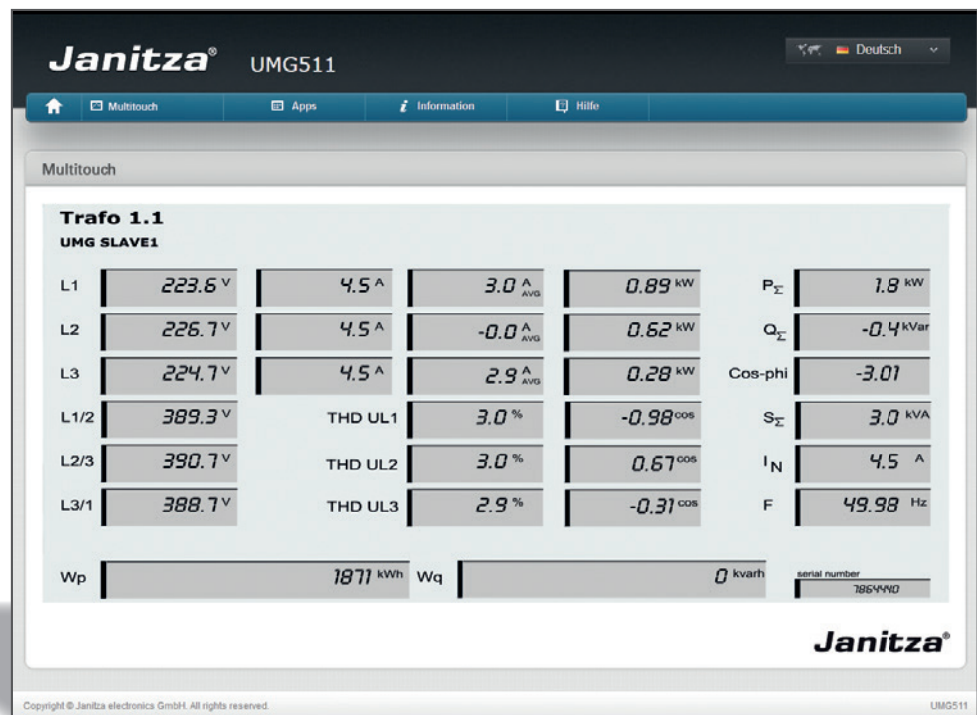 Janitza® UMG511 Deutsch
Multitouch Apps i Information Hilfe
Multitouch
Trafo 1.1
UMG SLAVE1
L1 223.6 V 4.5 A 3.0 A AVG 0.89 kW PΣ 1.8 kW
L2 226.7 V 4.5 A -0.0 A AVG 0.62 kW QΣ -0.4 kVar
L3 224.7 V 4.5 A 2.9 A AVG 0.28 kW Cos-phi -3.01
L1/2 389.3 V THD UL1 3.0 % -0.98 cos SΣ 3.0 kVA
L2/3 390.7 V THD UL2 3.0 % 0.67 cos IN 4.5 A
L3/1 388.7 V THD UL3 2.9 % -0.31 cos F 49.98 Hz
Wp 1871 kWh Wq 0 kvarh serial number
7864440
Janitza®
Copyright © Janitza electronics GmbH. All rights reserved. UMG511